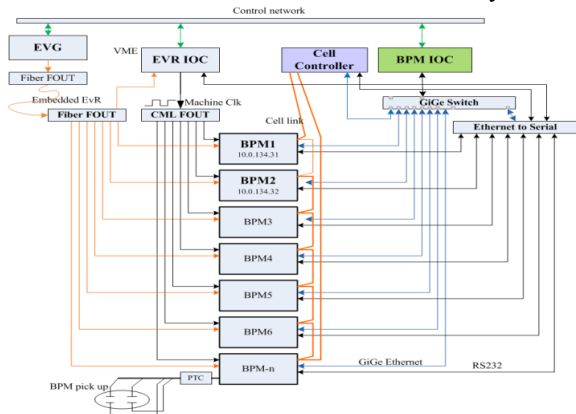 Control network
EVG
VME
EVR IOC
Cell
Controller
BPM IOC
Fiber FOUT
Embedded EvR
Machine Clk
GiGe Switch
Fiber FOUT
CML FOUT
Cell link
Ethernet to Serial
BPM1
10.0.134.31
BPM2
10.0.134.32
BPM3
BPM4
BPM5
BPM6
BPM-n
GiGe Ethernet
RS232
BPM pick up
PTC